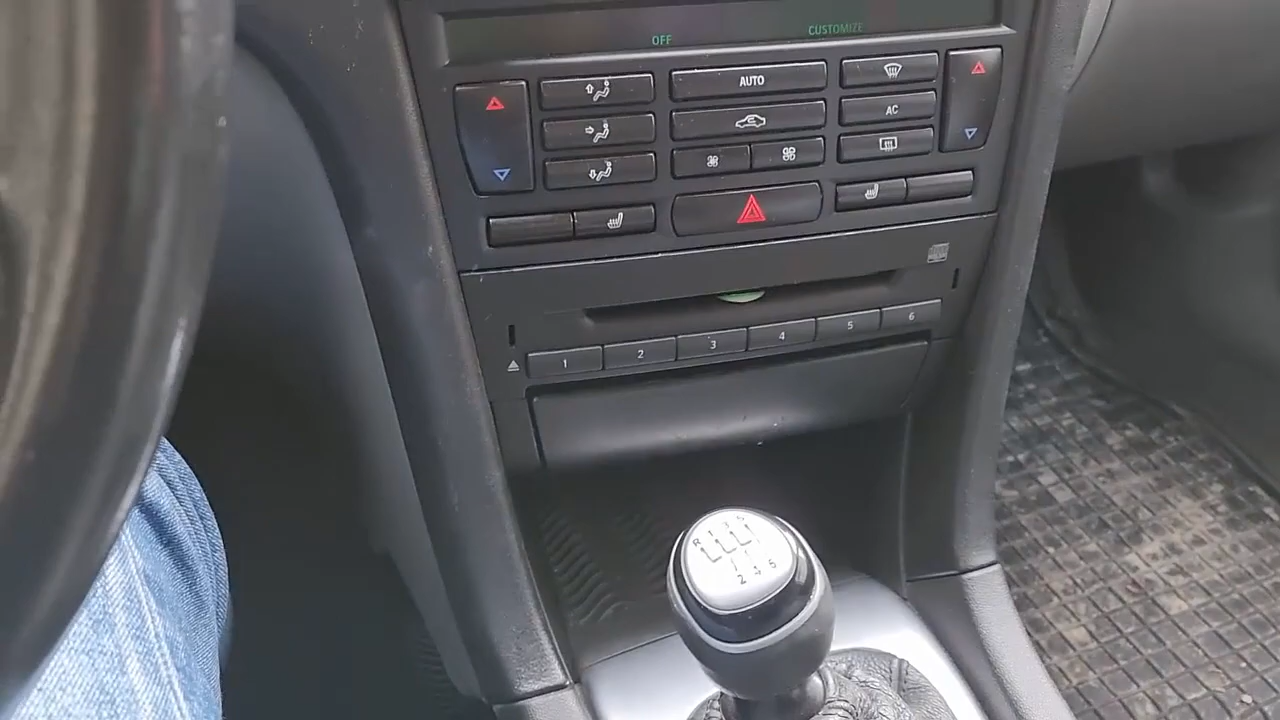 OFF CUSTOMIZE
AUTO
AC
1 2 3 4 5 6
R 1 3 5
2 4 6